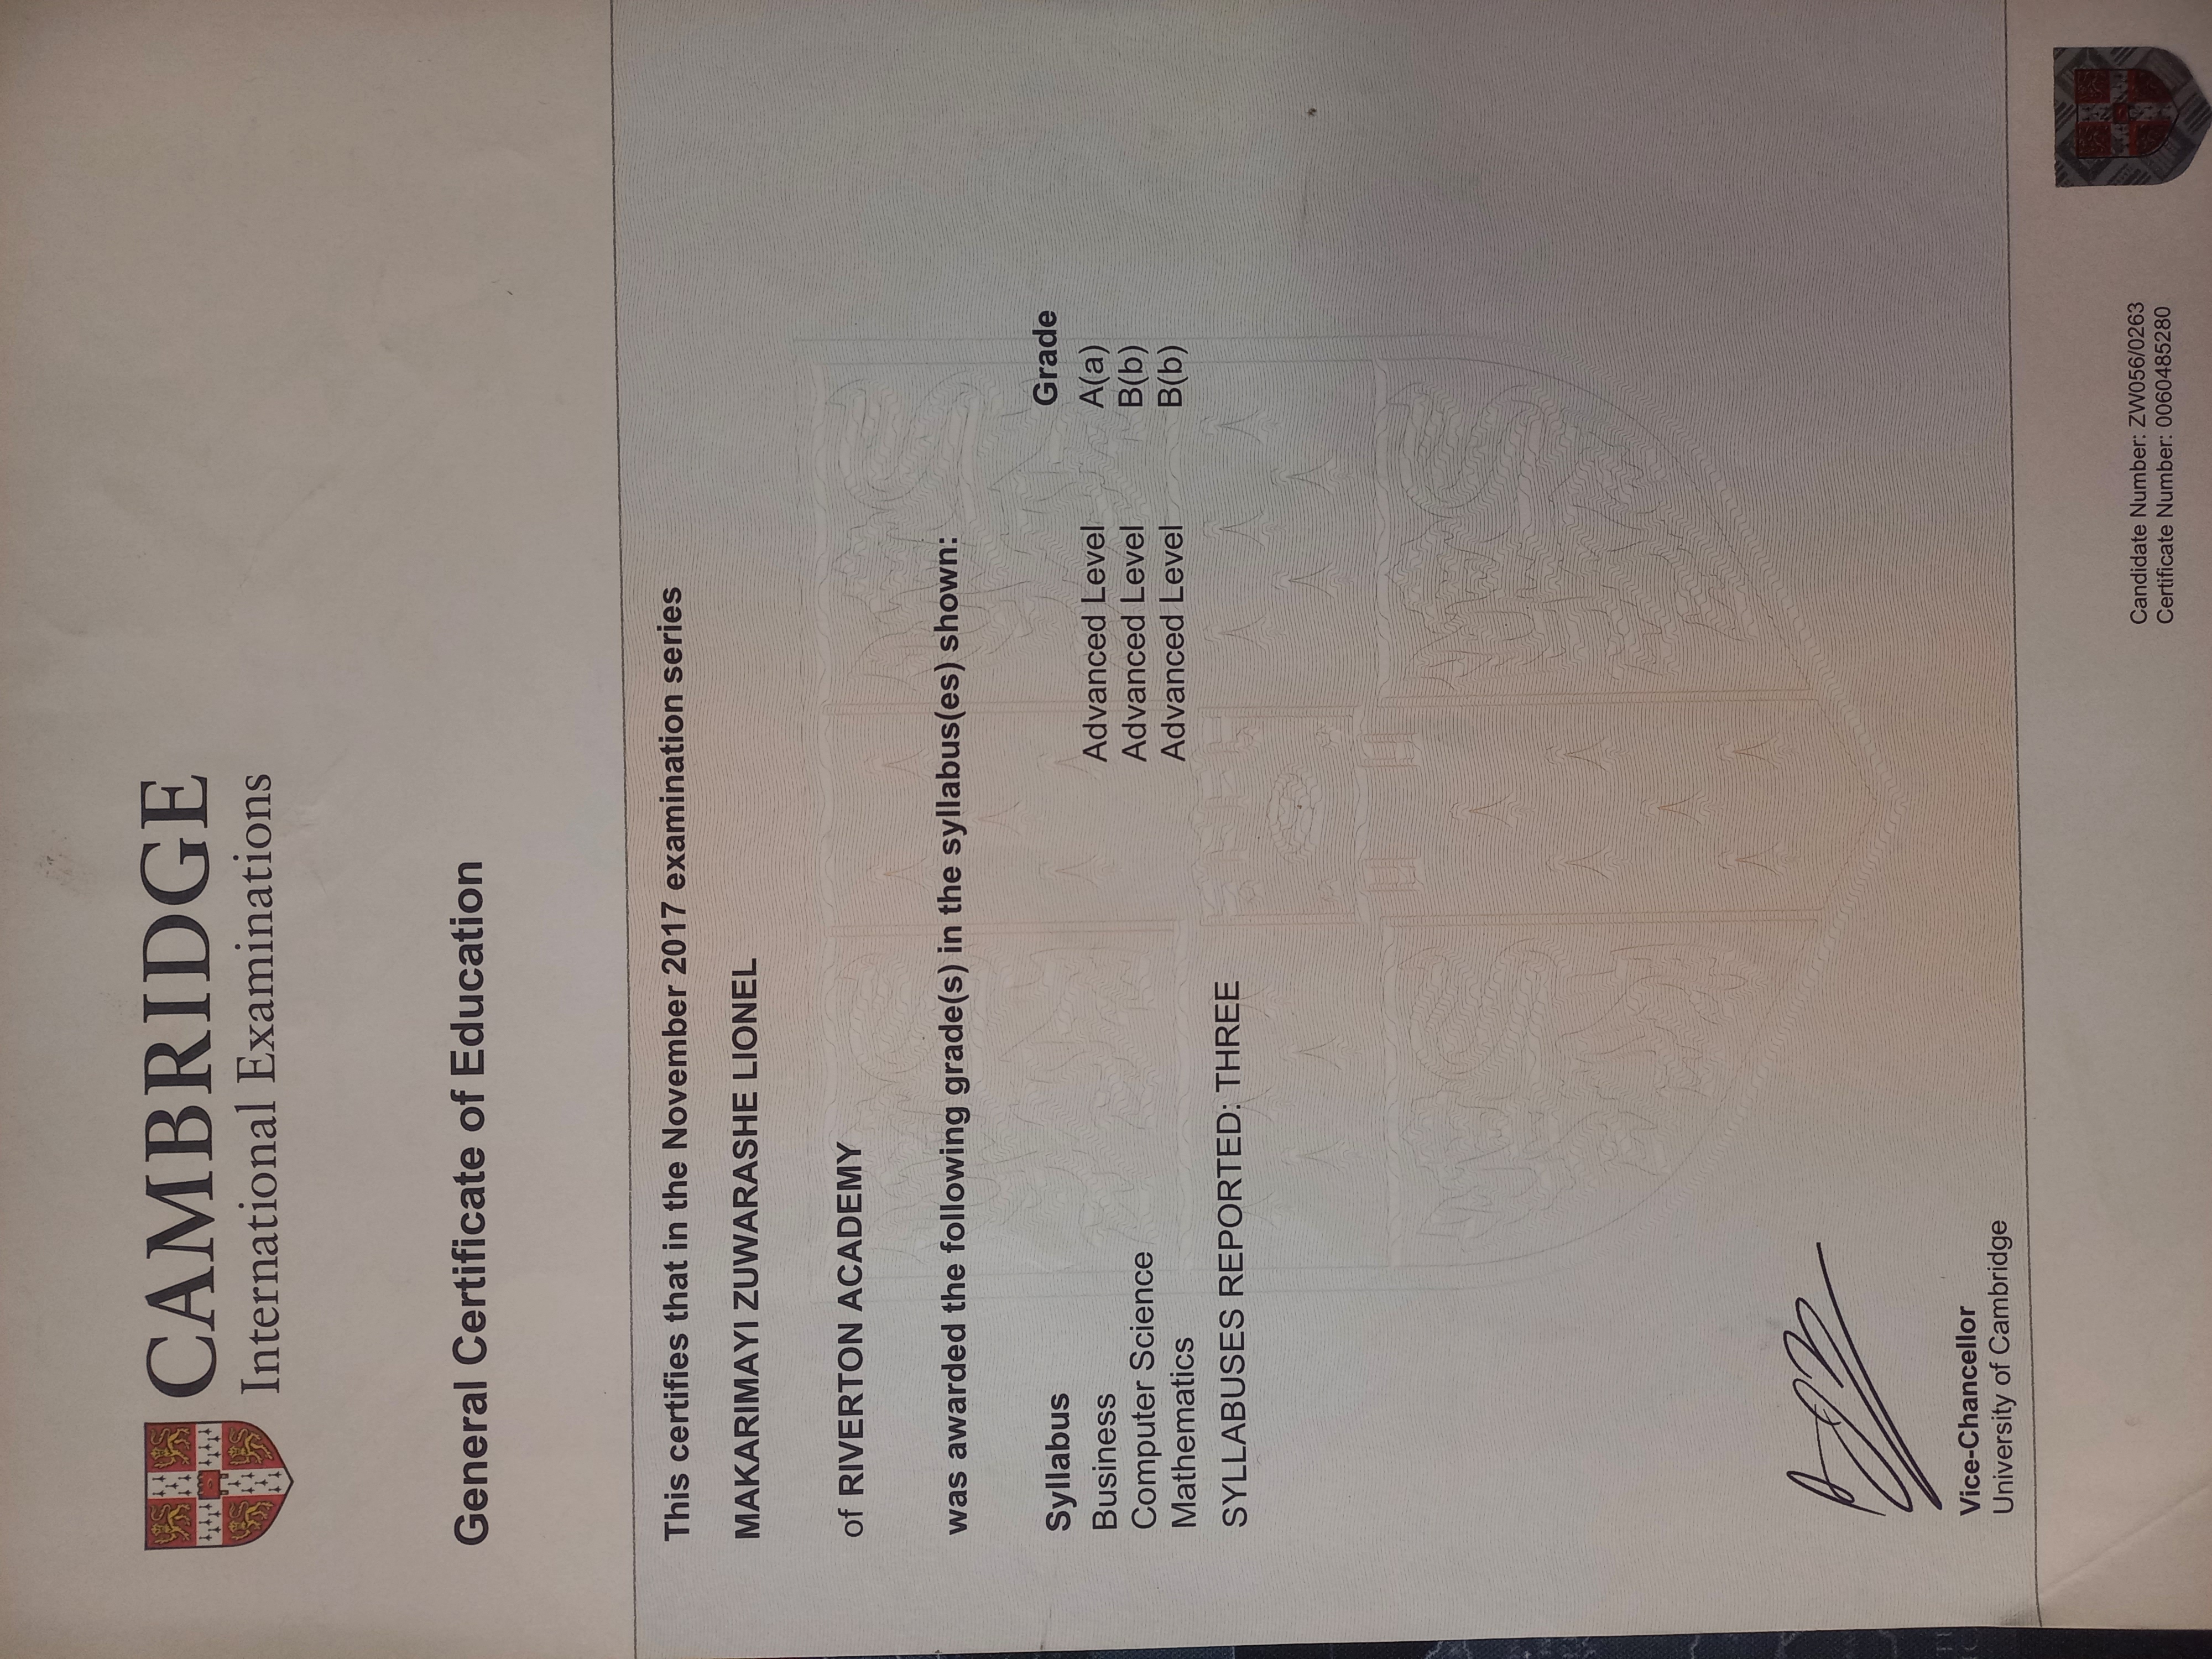 CAMBRIDGE
International Examinations
General Certificate of Education
This certifies that in the November 2017 examination series
MAKARIMAYI ZUWARASHE LIONEL
of RIVERTON ACADEMY
was awarded the following grade(s) in the syllabus(es) shown:
Syllabus Grade
Business Advanced Level A(a)
Computer Science Advanced Level B(b)
Mathematics Advanced Level B(b)
SYLLABUSES REPORTED: THREE
Vice-Chancellor
University of Cambridge
Candidate Number: ZW056/0263
Certificate Number: 0060485280